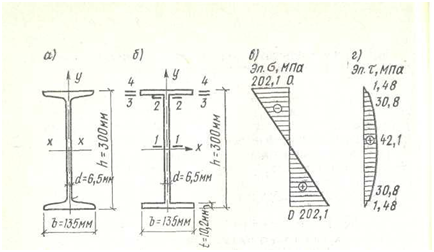 а)
y
x x
h=300мм
d=6,5мм
b=135мм
б)
4 y 4
3 3
2 2
1 1
x
h=300мм
d=6,5мм
b=135мм
t=10,2мм
в)
Эп. σ, МПа
202,1 0
−
+
0 202,1
г)
Эп. τ, МПа
1,48
30,8
+
42,1
30,8
1,48